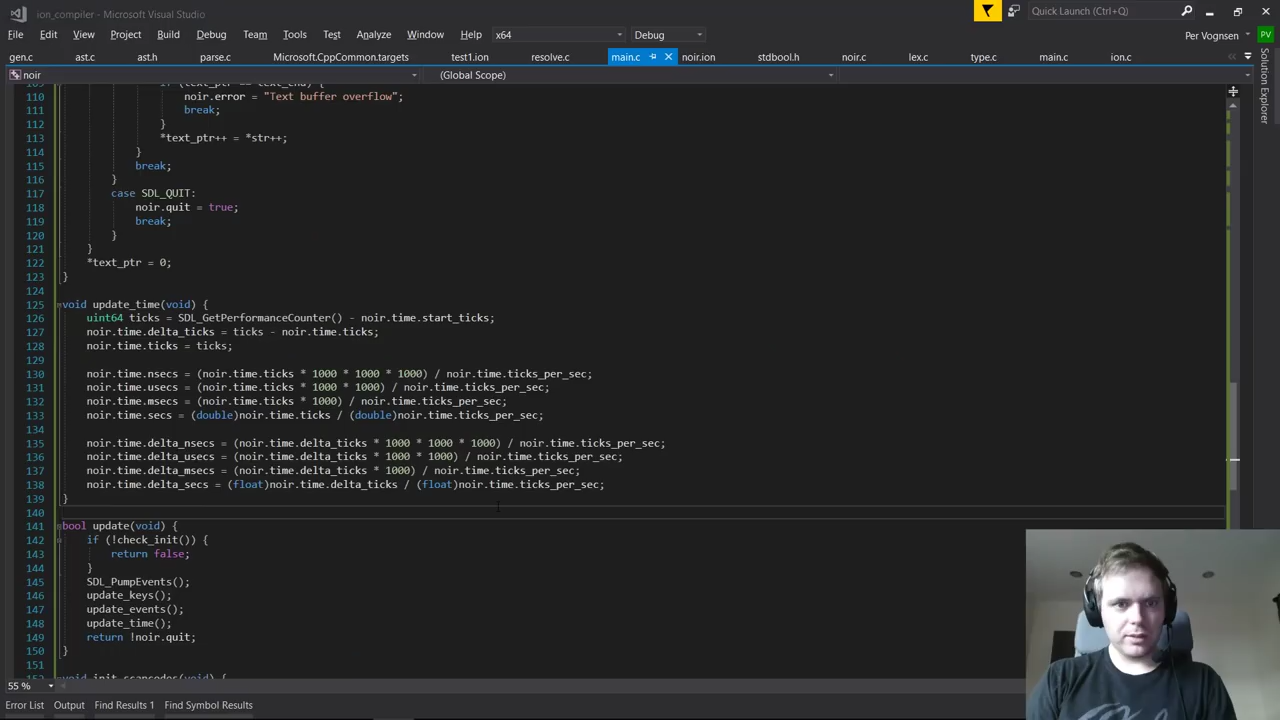 ion_compiler - Microsoft Visual Studio
Quick Launch (Ctrl+Q)
File Edit View Project Build Debug Team Tools Test Analyze Window Help x64 Debug Per Vognsen PV
gen.c ast.c ast.h parse.c Microsoft.CppCommon.targets test1.ion resolve.c main.c noir.ion stdbool.h noir.c lex.c type.c main.c ion.c
noir (Global Scope)
Solution Explorer
110 noir.error = "Text buffer overflow";
111 break;
112 }
113 *text_ptr++ = *str++;
114 }
115 break;
116 }
117 case SDL_QUIT:
118 noir.quit = true;
119 break;
120 }
121 }
122 *text_ptr = 0;
123 }
124
125 void update_time(void) {
126 uint64 ticks = SDL_GetPerformanceCounter() - noir.time.start_ticks;
127 noir.time.delta_ticks = ticks - noir.time.ticks;
128 noir.time.ticks = ticks;
129
130 noir.time.nsecs = (noir.time.ticks * 1000 * 1000 * 1000) / noir.time.ticks_per_sec;
131 noir.time.usecs = (noir.time.ticks * 1000 * 1000) / noir.time.ticks_per_sec;
132 noir.time.msecs = (noir.time.ticks * 1000) / noir.time.ticks_per_sec;
133 noir.time.secs = (double)noir.time.ticks / (double)noir.time.ticks_per_sec;
134
135 noir.time.delta_nsecs = (noir.time.delta_ticks * 1000 * 1000 * 1000) / noir.time.ticks_per_sec;
136 noir.time.delta_usecs = (noir.time.delta_ticks * 1000 * 1000) / noir.time.ticks_per_sec;
137 noir.time.delta_msecs = (noir.time.delta_ticks * 1000) / noir.time.ticks_per_sec;
138 noir.time.delta_secs = (float)noir.time.delta_ticks / (float)noir.time.ticks_per_sec;
139 }
140
141 bool update(void) {
142 if (!check_init()) {
143 return false;
144 }
145 SDL_PumpEvents();
146 update_keys();
147 update_events();
148 update_time();
149 return !noir.quit;
150 }
151
55 %
Error List Output Find Results 1 Find Symbol Results